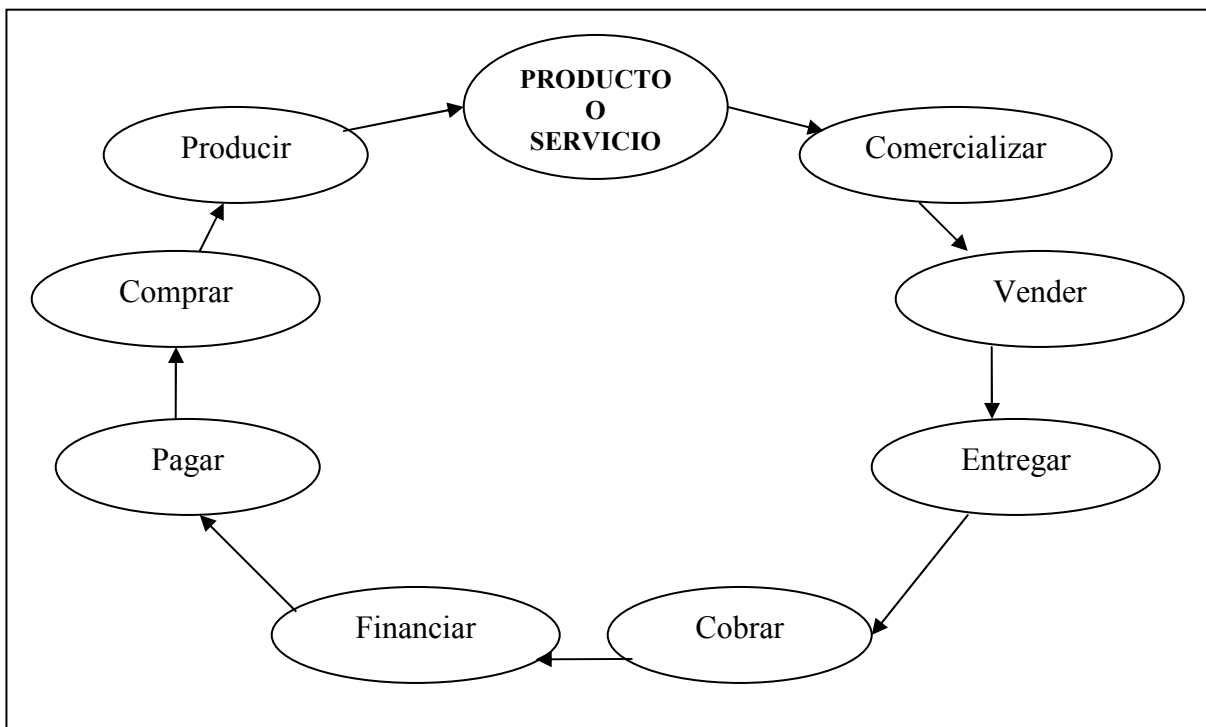 PRODUCTO
O
SERVICIO
Producir
Comercializar
Comprar
Vender
Pagar
Entregar
Financiar
Cobrar